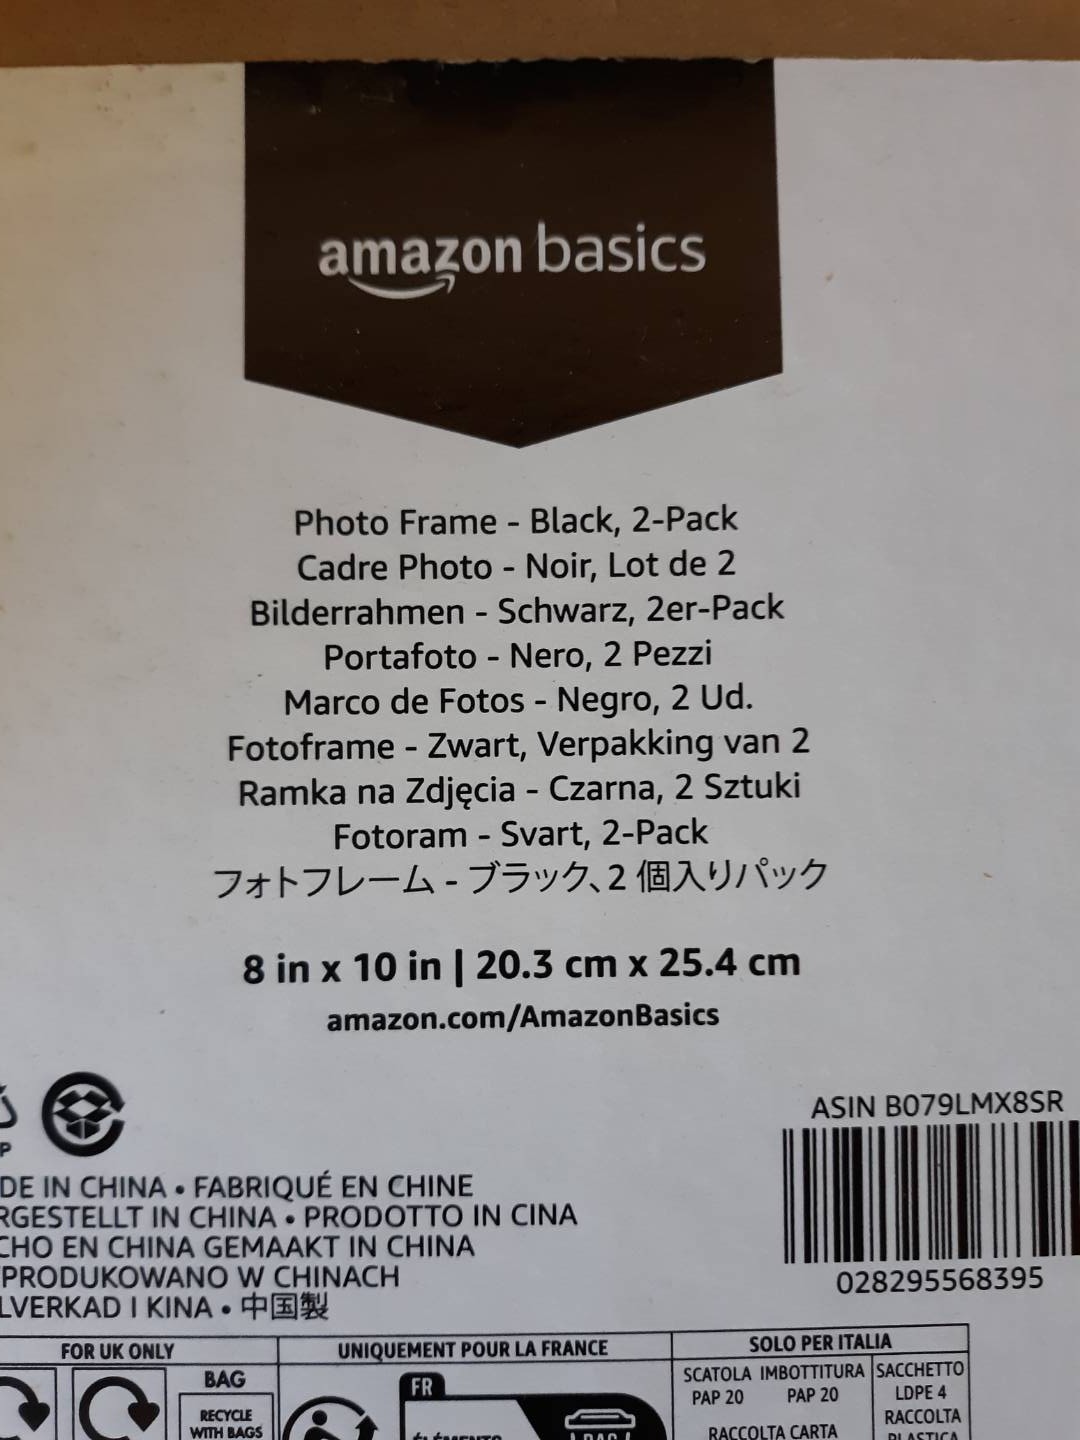 amazon basics
Photo Frame - Black, 2-Pack
Cadre Photo - Noir, Lot de 2
Bilderrahmen - Schwarz, 2er-Pack
Portafoto - Nero, 2 Pezzi
Marco de Fotos - Negro, 2 Ud.
Fotoframe - Zwart, Verpakking van 2
Ramka na Zdjęcia - Czarna, 2 Sztuki
Fotoram - Svart, 2-Pack
フォトフレーム - ブラック、2 個入りパック
8 in x 10 in | 20.3 cm x 25.4 cm
amazon.com/AmazonBasics
ASIN B079LMX8SR
028295568395
P
DE IN CHINA • FABRIQUÉ EN CHINE
RGESTELLT IN CHINA • PRODOTTO IN CINA
CHO EN CHINA GEMAAKT IN CHINA
PRODUKOWANO W CHINACH
LVERKAD I KINA • 中国製
FOR UK ONLY
BAG
RECYCLE
WITH BAGS
UNIQUEMENT POUR LA FRANCE
FR
SOLO PER ITALIA
SCATOLA IMBOTTITURA
PAP 20 PAP 20
RACCOLTA CARTA
SACCHETTO
LDPE 4
RACCOLTA
PLASTICA